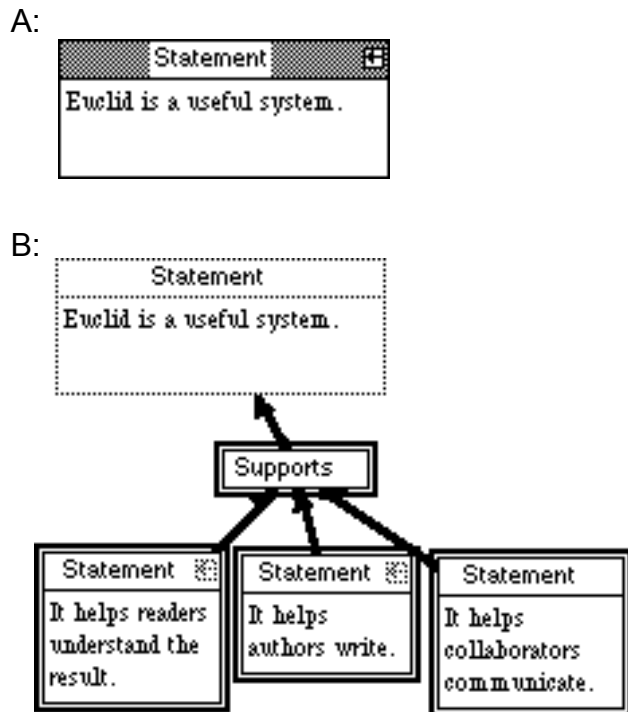 A:
Statement
Euclid is a useful system.
B:
Statement
Euclid is a useful system.
Supports
Statement
It helps readers
understand the
result.
Statement
It helps
authors write.
Statement
It helps
collaborators
communicate.